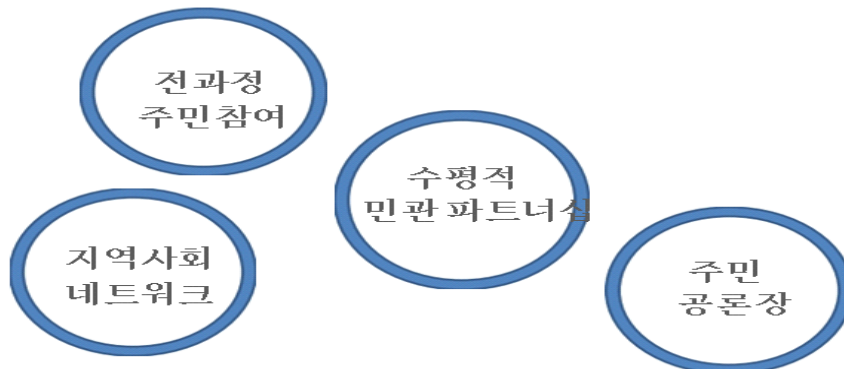 전과정
주민참여
수평적
민관 파트너십
지역사회
네트워크
주민
공론장